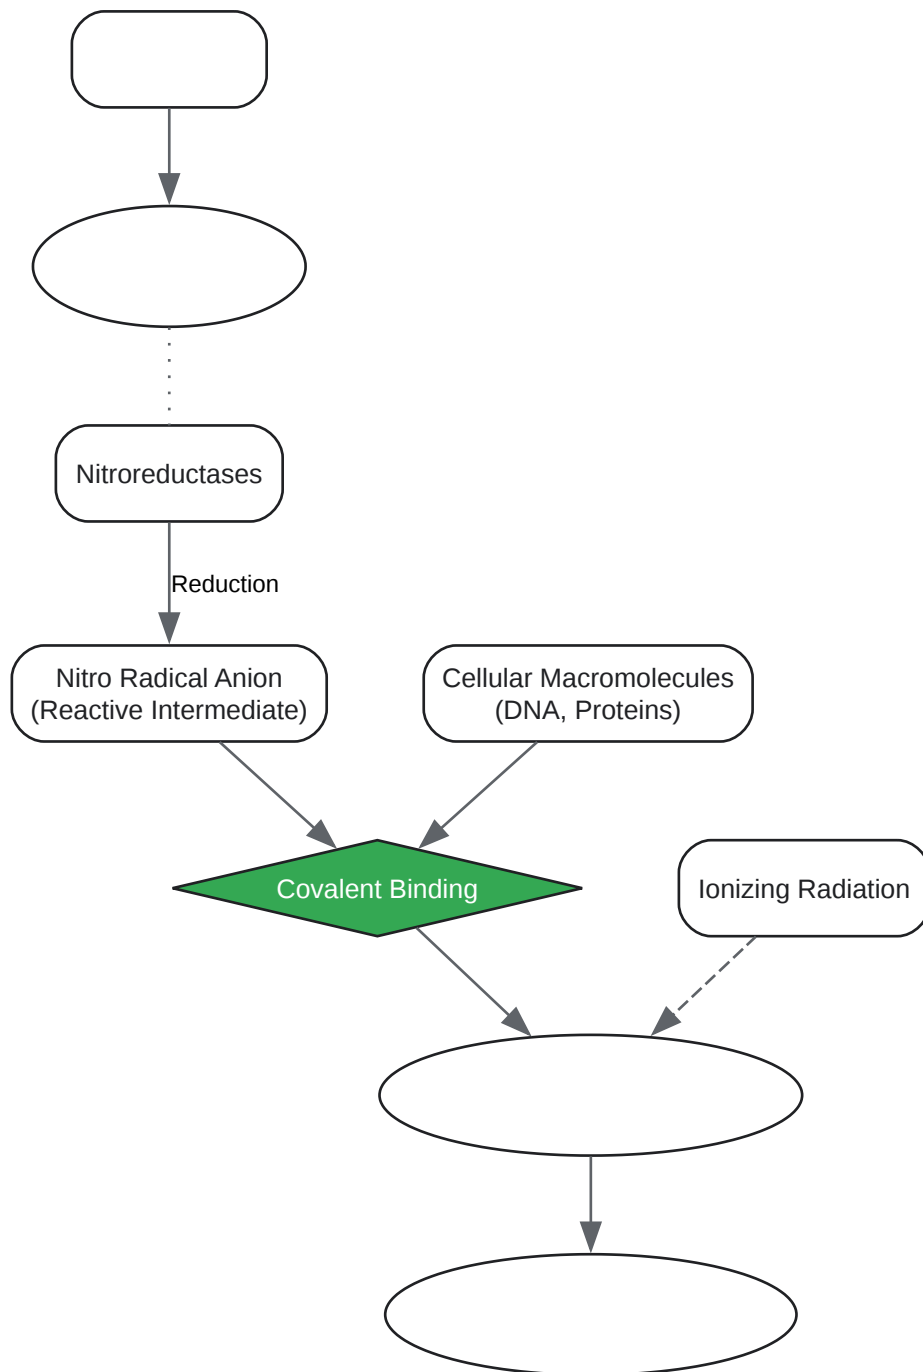 Nitroreductases
Reduction
Nitro Radical Anion
(Reactive Intermediate)
Cellular Macromolecules
(DNA, Proteins)
Covalent Binding
Ionizing Radiation